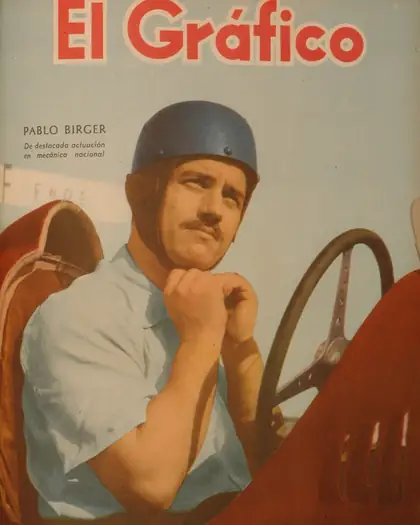 El Gráfico
PABLO BIRGER
De destacada actuación
en mecánica nacional